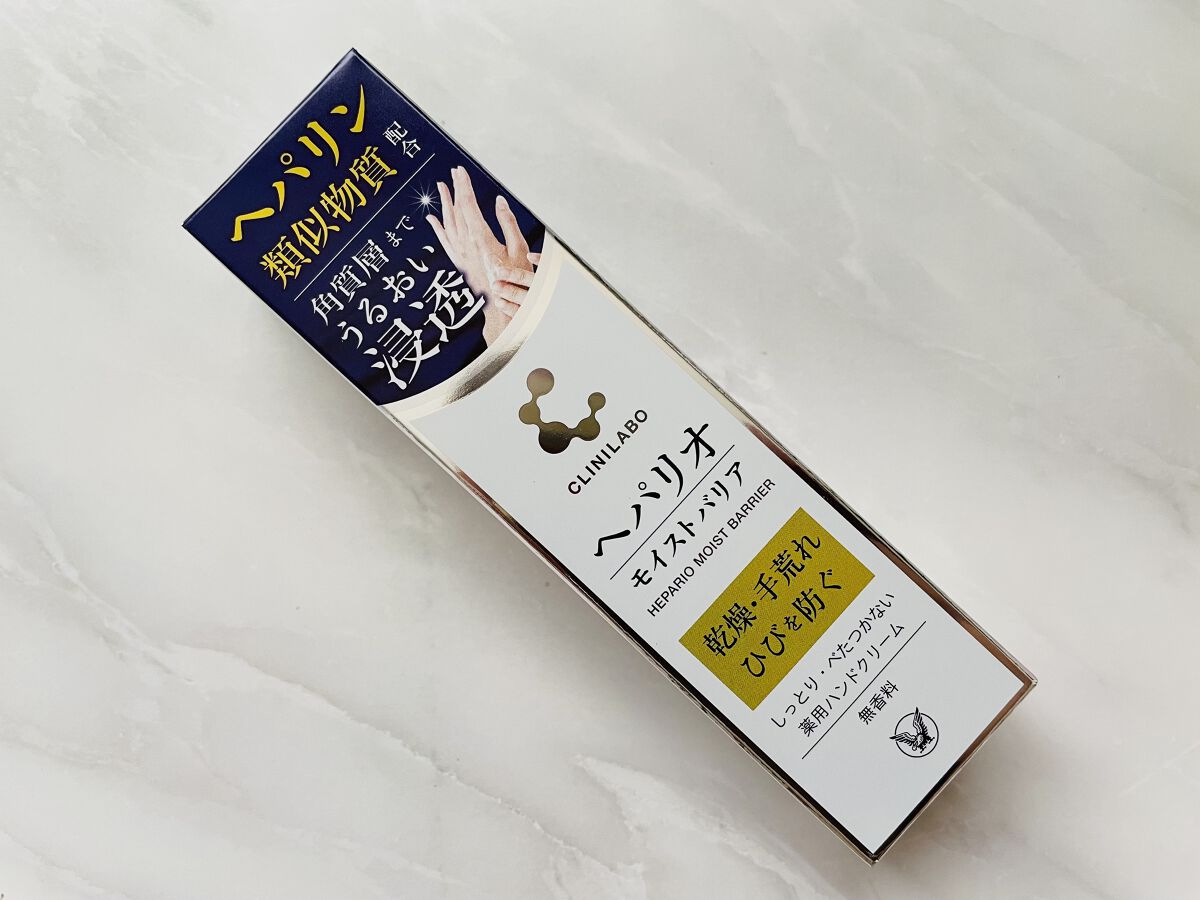 ヘパリン
類似物質 配合
角質層まで
うるおい
浸透
CLINILABO
ヘパリオ
モイストバリア
HEPARIO MOIST BARRIER
乾燥・手荒れ
ひびを防ぐ
しっとり・べたつかない
薬用ハンドクリーム
無香料